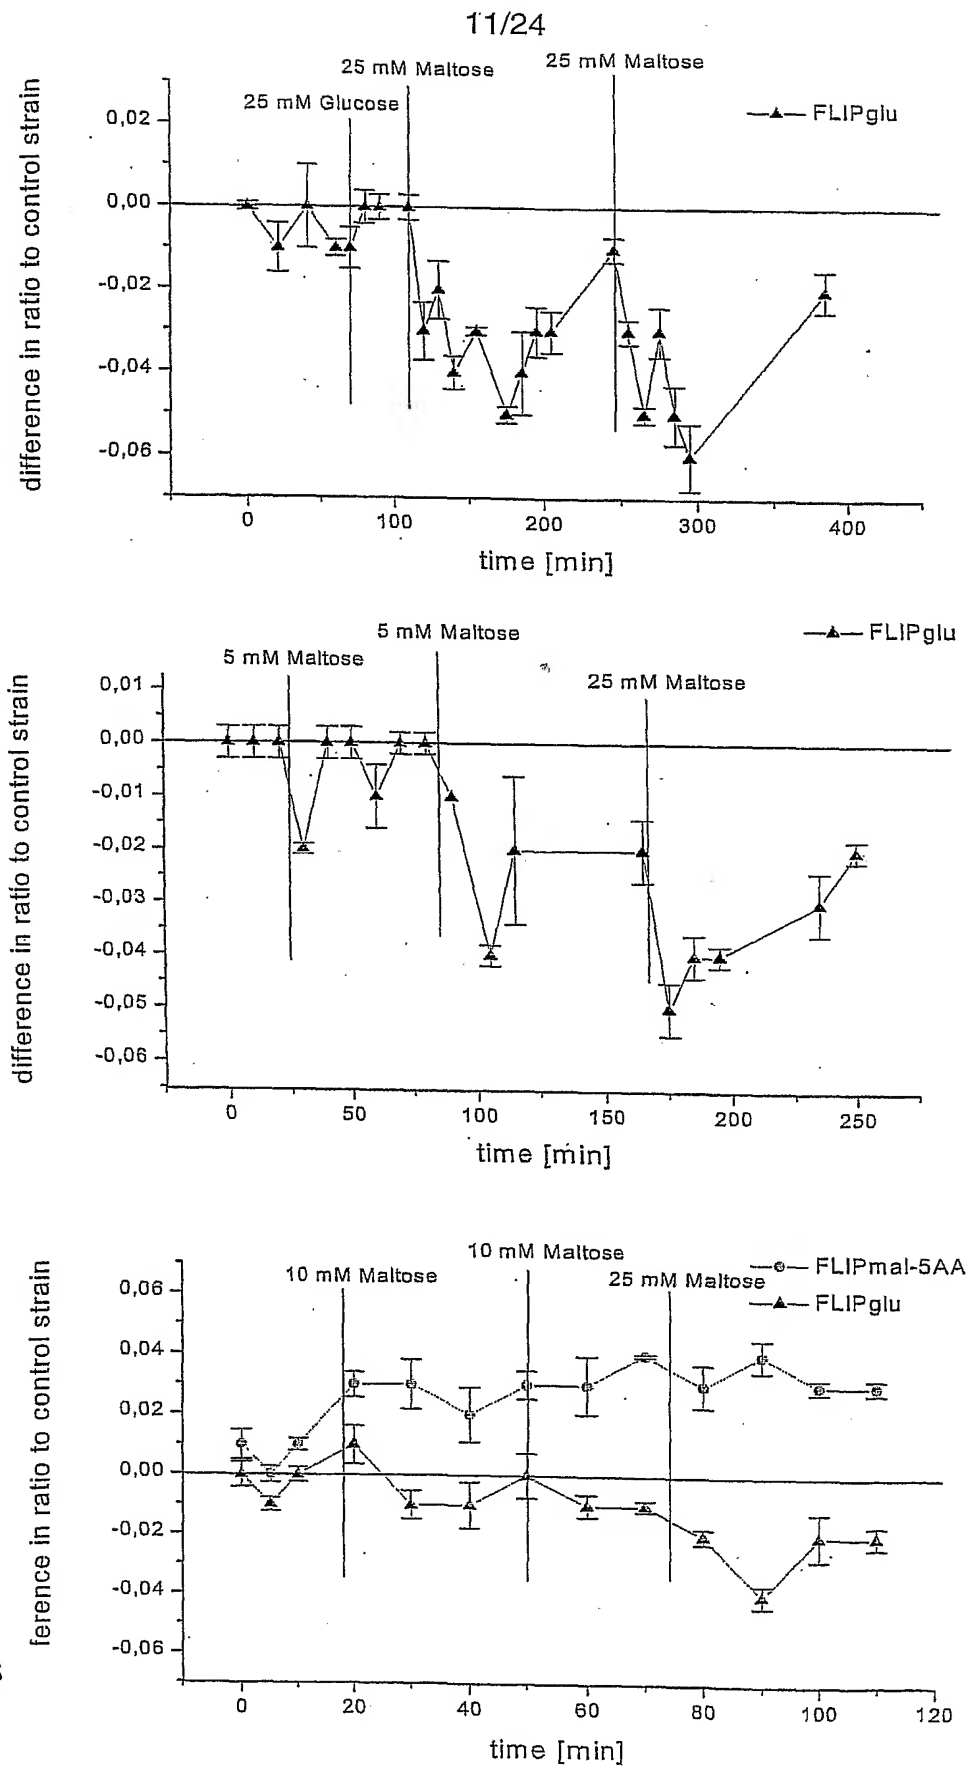 11/24
25 mM Maltose
25 mM Maltose
25 mM Glucose
FLIPglu
difference in ratio to control strain
0,02
0,00
-0,02
-0,04
-0,06
0
100
200
300
400
time [min]
5 mM Maltose
FLIPglu
5 mM Maltose
25 mM Maltose
difference in ratio to control strain
0,01
0,00
-0,01
-0,02
-0,03
-0,04
-0,05
-0,06
0
50
100
150
200
250
time [min]
10 mM Maltose
FLIPmal-5AA
10 mM Maltose
25 mM Maltose
FLIPglu
ference in ratio to control strain
0,06
0,04
0,02
0,00
-0,02
-0,04
-0,06
0
20
40
60
80
100
120
time [min]